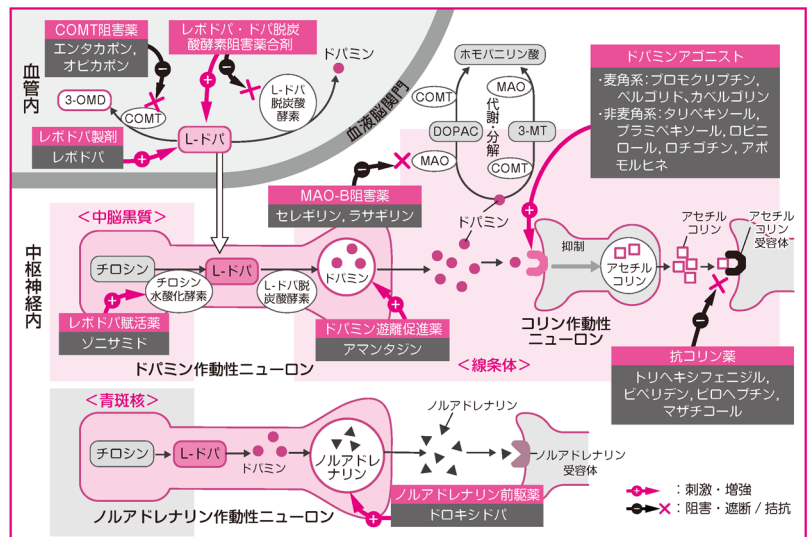 血管内
COMT阻害薬
エンタカポン,
オピカポン
レボドパ・ドパ脱炭
酸酵素阻害薬合剤
ドパミン
3-OMD
COMT
L-ドパ
L-ドパ
脱炭酸
酵素
血液脳関門
レボドパ製剤
レボドパ
ホモバニリン酸
COMT
MAO
代謝・分解
DOPAC
3-MT
MAO
COMT
ドパミンアゴニスト
・麦角系：ブロモクリプチン,
ペルゴリド,カベルゴリン
・非麦角系：タリペキソール,
プラミペキソール, ロピニ
ロール, ロチゴチン, アポ
モルヒネ
MAO-B阻害薬
セレギリン, ラサギリン
中枢神経内
<中脳黒質>
チロシン
L-ドパ
ドパミン
チロシン
水酸化酵素
L-ドパ脱
炭酸酵素
レボドパ賦活薬
ゾニサミド
ドパミン遊離促進薬
アマンタジン
ドパミン作動性ニューロン
ドパミン
抑制
アセチル
コリン
アセチル
コリン
アセチル
コリン
受容体
コリン作動性
ニューロン
<線条体>
抗コリン薬
トリヘキシフェニジル,
ビペリデン, ピロヘプチン,
マザチコール
<青斑核>
チロシン
L-ドパ
ドパミン
ノルアドレ
ナリン
ノルアドレナリン
ノルアドレナリン
受容体
ノルアドレナリン前駆薬
ドロキシドパ
ノルアドレナリン作動性ニューロン
：刺激・増強
：阻害・遮断/拮抗